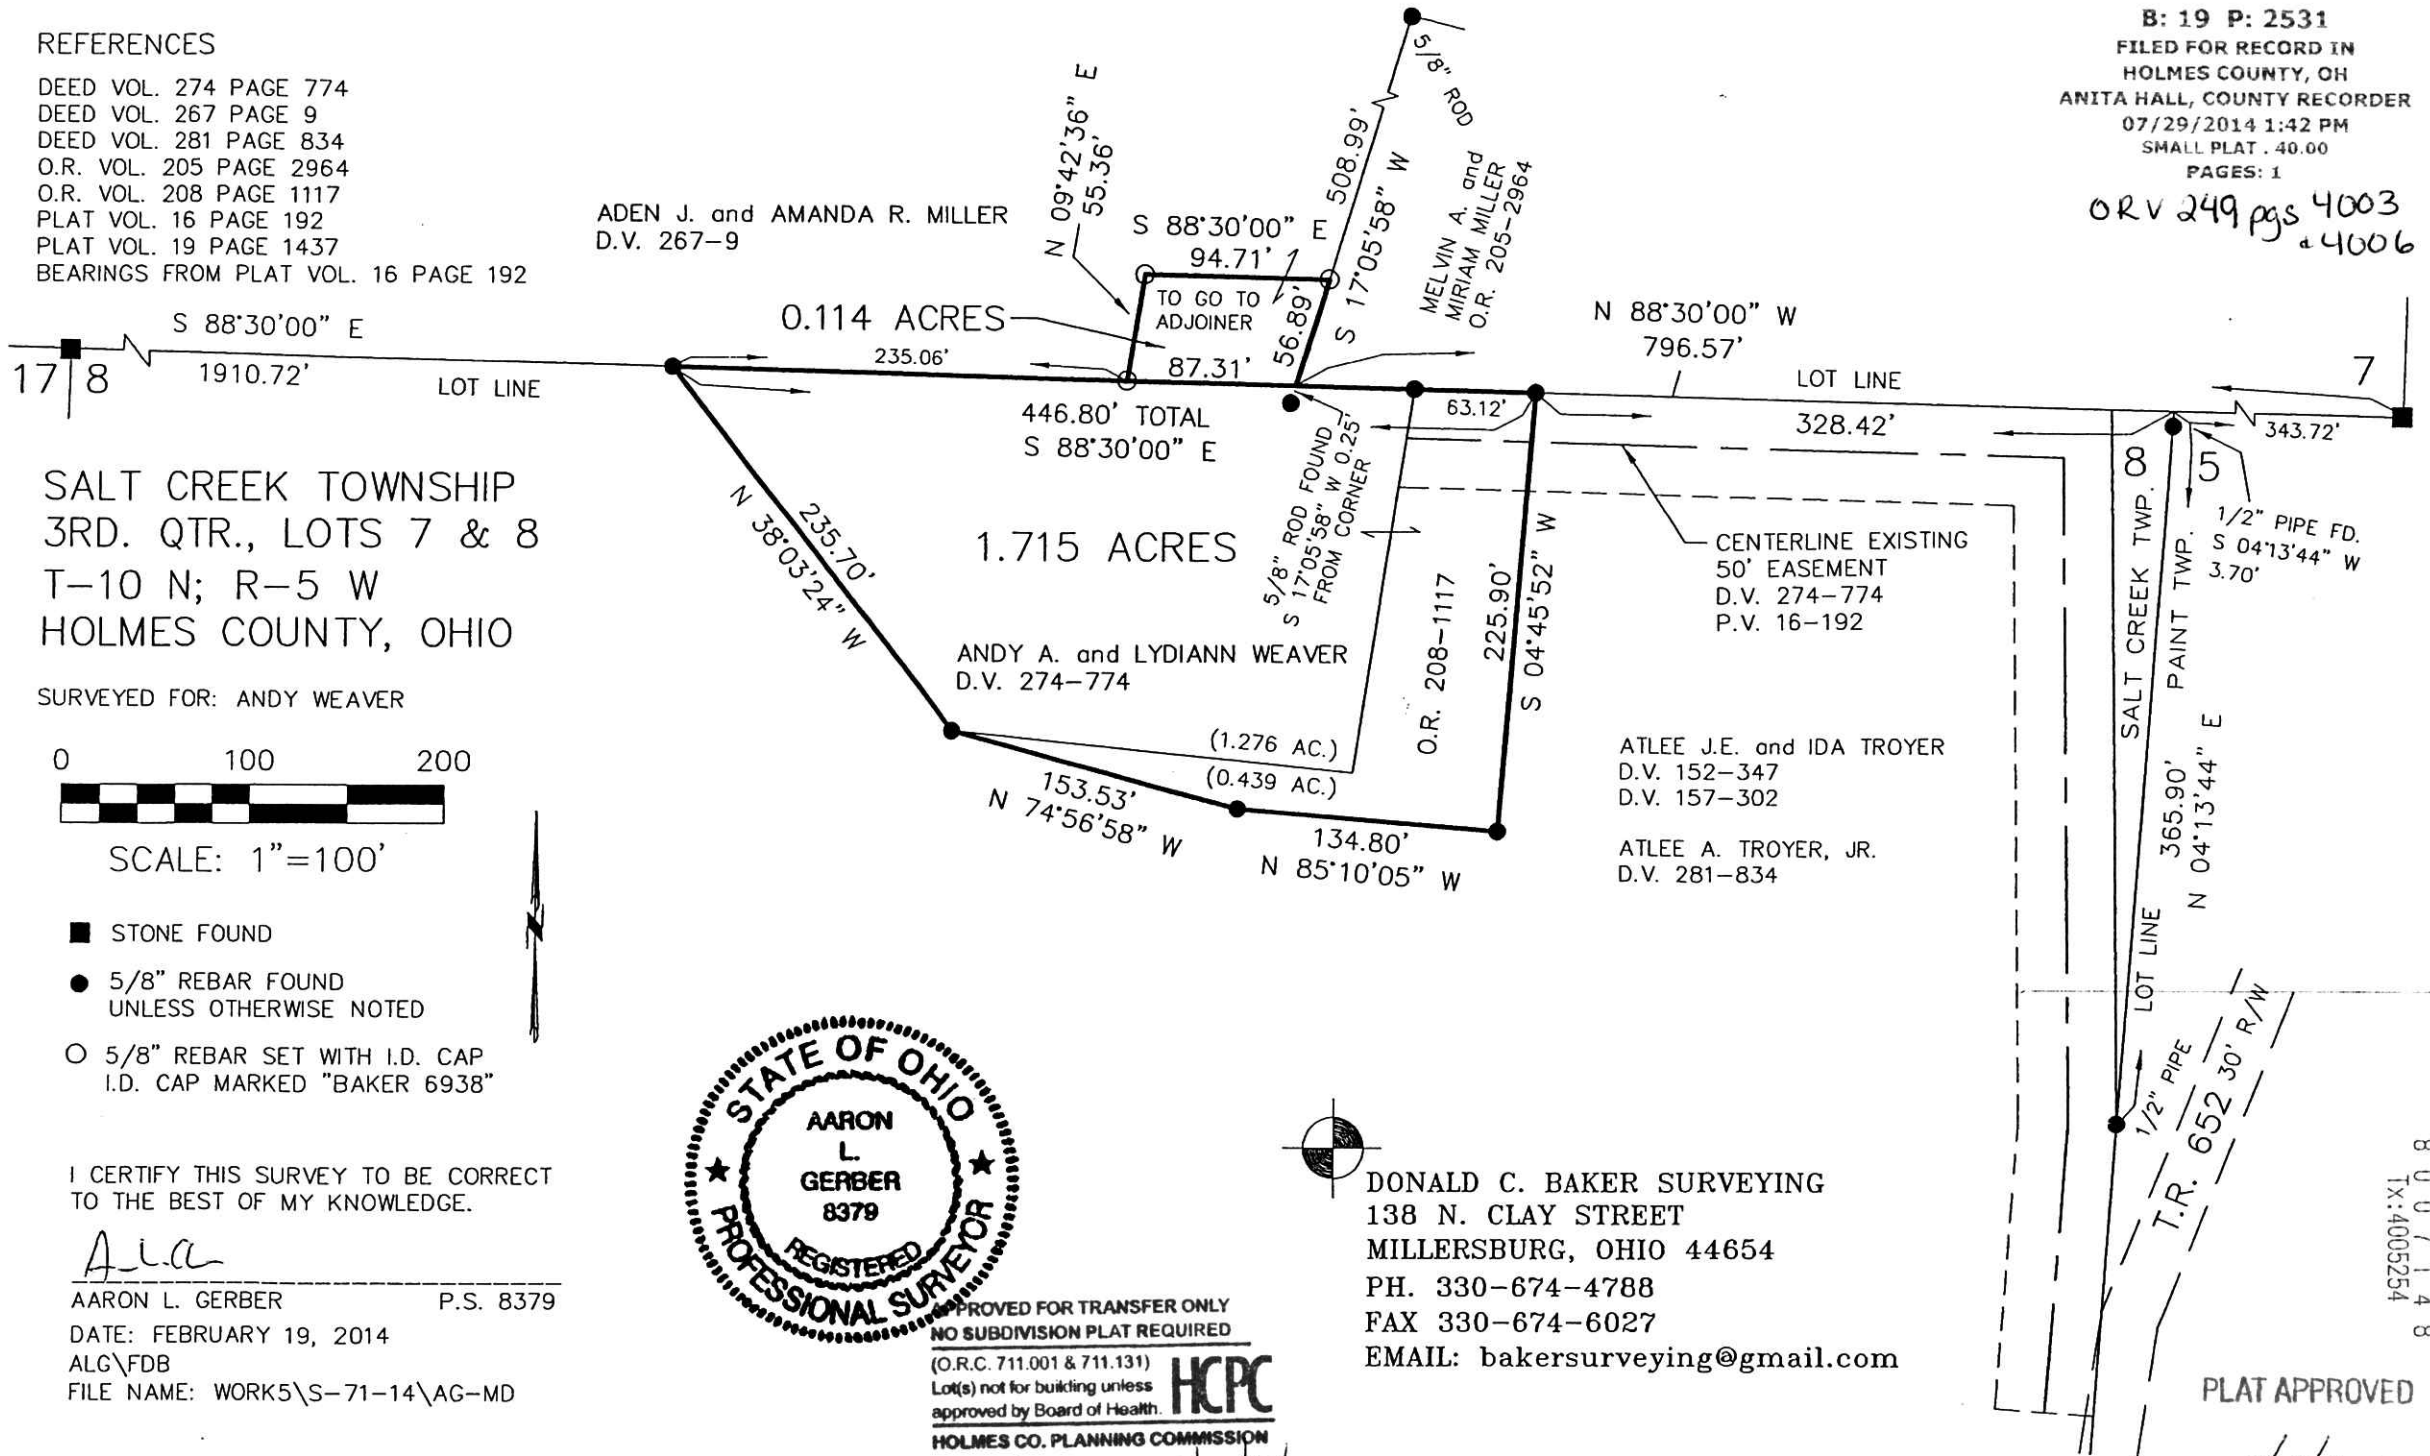 REFERENCES
DEED VOL. 274 PAGE 774
DEED VOL. 267 PAGE 9
DEED VOL. 281 PAGE 834
O.R. VOL. 205 PAGE 2964
O.R. VOL. 208 PAGE 1117
PLAT VOL. 16 PAGE 192
PLAT VOL. 19 PAGE 1437
BEARINGS FROM PLAT VOL. 16 PAGE 192
B: 19 P: 2531
FILED FOR RECORD IN
HOLMES COUNTY, OH
ANITA HALL, COUNTY RECORDER
07/29/2014 1:42 PM
SMALL PLAT . 40.00
PAGES: 1
ORV 249 pgs 4003
& 4006
ADEN J. and AMANDA R. MILLER
D.V. 267-9
N 09°42'36" E
55.36'
S 88°30'00" E
94.71'
TO GO TO
ADJOINER
0.114 ACRES
5/8" ROD
508.99'
S 17°05'58" W
56.89'
MELVIN A. and
MIRIAM MILLER
O.R. 205-2964
S 88°30'00" E
1910.72'
LOT LINE
17
8
235.06'
87.31'
446.80' TOTAL
S 88°30'00" E
63.12'
N 88°30'00" W
796.57'
LOT LINE
328.42'
343.72'
7
8
5
5/8" ROD FOUND
S 17°05'58" W 0.25'
FROM CORNER
1/2" PIPE FD.
S 04°13'44" W
3.70'
SALT CREEK TOWNSHIP
3RD. QTR., LOTS 7 & 8
T-10 N; R-5 W
HOLMES COUNTY, OHIO
SURVEYED FOR: ANDY WEAVER
235.70'
N 38°03'24" W
1.715 ACRES
ANDY A. and LYDIANN WEAVER
D.V. 274-774
O.R. 208-1117
225.90'
S 04°45'52" W
CENTERLINE EXISTING
50' EASEMENT
D.V. 274-774
P.V. 16-192
SALT CREEK TWP.
PAINT TWP.
(1.276 AC.)
(0.439 AC.)
153.53'
N 74°56'58" W
134.80'
N 85°10'05" W
ATLEE J.E. and IDA TROYER
D.V. 152-347
D.V. 157-302
ATLEE A. TROYER, JR.
D.V. 281-834
365.90'
N 04°13'44" E
LOT LINE
1/2" PIPE
T.R. 652 30' R/W
0 100 200
SCALE: 1"=100'
STONE FOUND
5/8" REBAR FOUND
UNLESS OTHERWISE NOTED
5/8" REBAR SET WITH I.D. CAP
I.D. CAP MARKED "BAKER 6938"
I CERTIFY THIS SURVEY TO BE CORRECT
TO THE BEST OF MY KNOWLEDGE.
AARON L. GERBER P.S. 8379
DATE: FEBRUARY 19, 2014
ALG\FDB
FILE NAME: WORK5\S-71-14\AG-MD
STATE OF OHIO
AARON
L.
GERBER
8379
REGISTERED
PROFESSIONAL SURVEYOR
APPROVED FOR TRANSFER ONLY
NO SUBDIVISION PLAT REQUIRED
(O.R.C. 711.001 & 711.131)
Lot(s) not for building unless
approved by Board of Health.
HCPC
HOLMES CO. PLANNING COMMISSION
DONALD C. BAKER SURVEYING
138 N. CLAY STREET
MILLERSBURG, OHIO 44654
PH. 330-674-4788
FAX 330-674-6027
EMAIL: bakersurveying@gmail.com
Tx:40052554
PLAT APPROVED